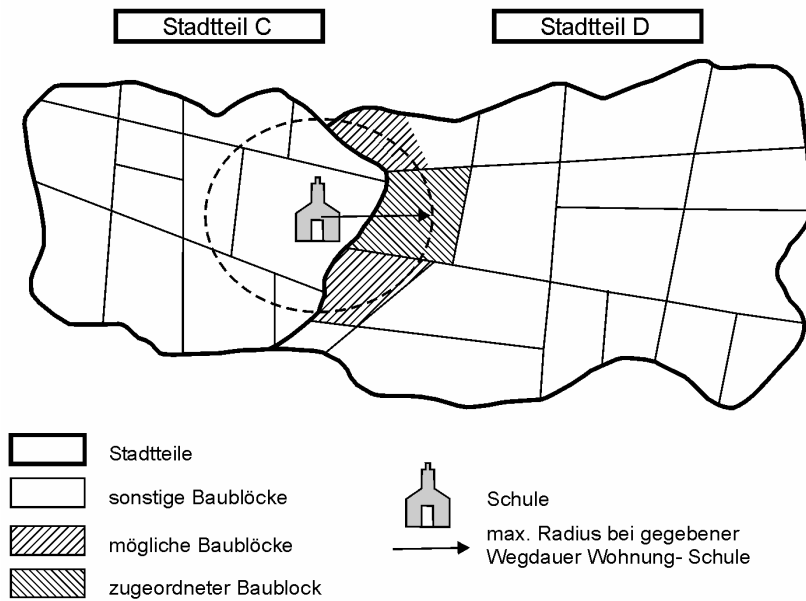 Stadtteil C
Stadtteil D
Stadtteile
sonstige Baublöcke
mögliche Baublöcke
zugeordneter Baublock
Schule
max. Radius bei gegebener
Wegdauer Wohnung- Schule